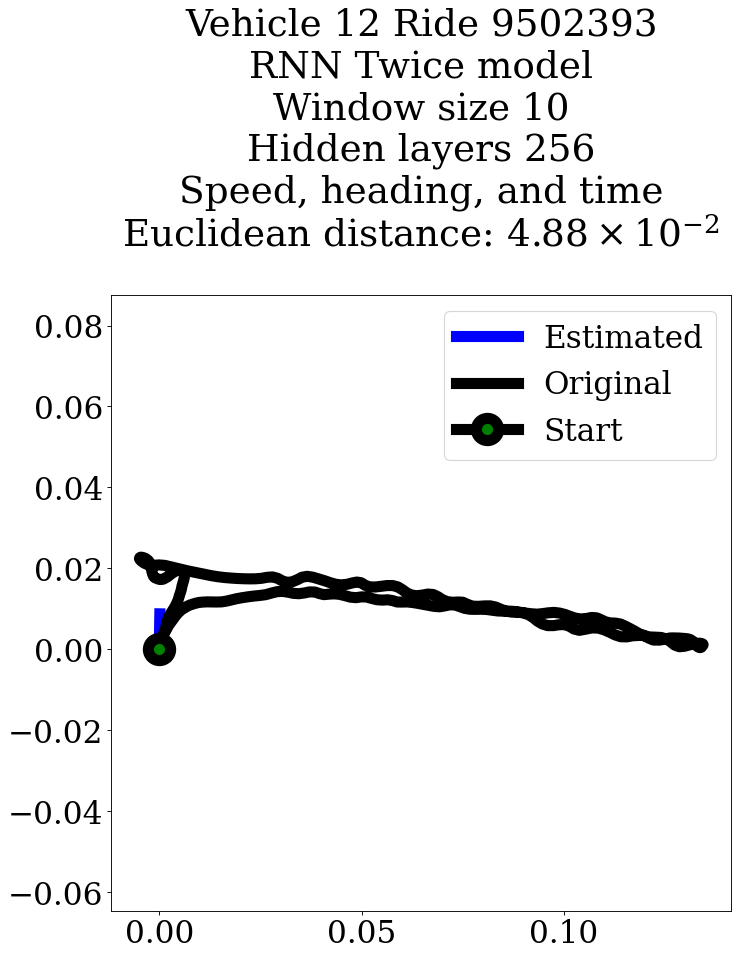 Vehicle 12 Ride 9502393
RNN Twice model
Window size 10
Hidden layers 256
Speed, heading, and time
Euclidean distance: 4.88 × 10⁻²
Estimated
Original
Start
0.08
0.06
0.04
0.02
0.00
−0.02
−0.04
−0.06
0.00 0.05 0.10